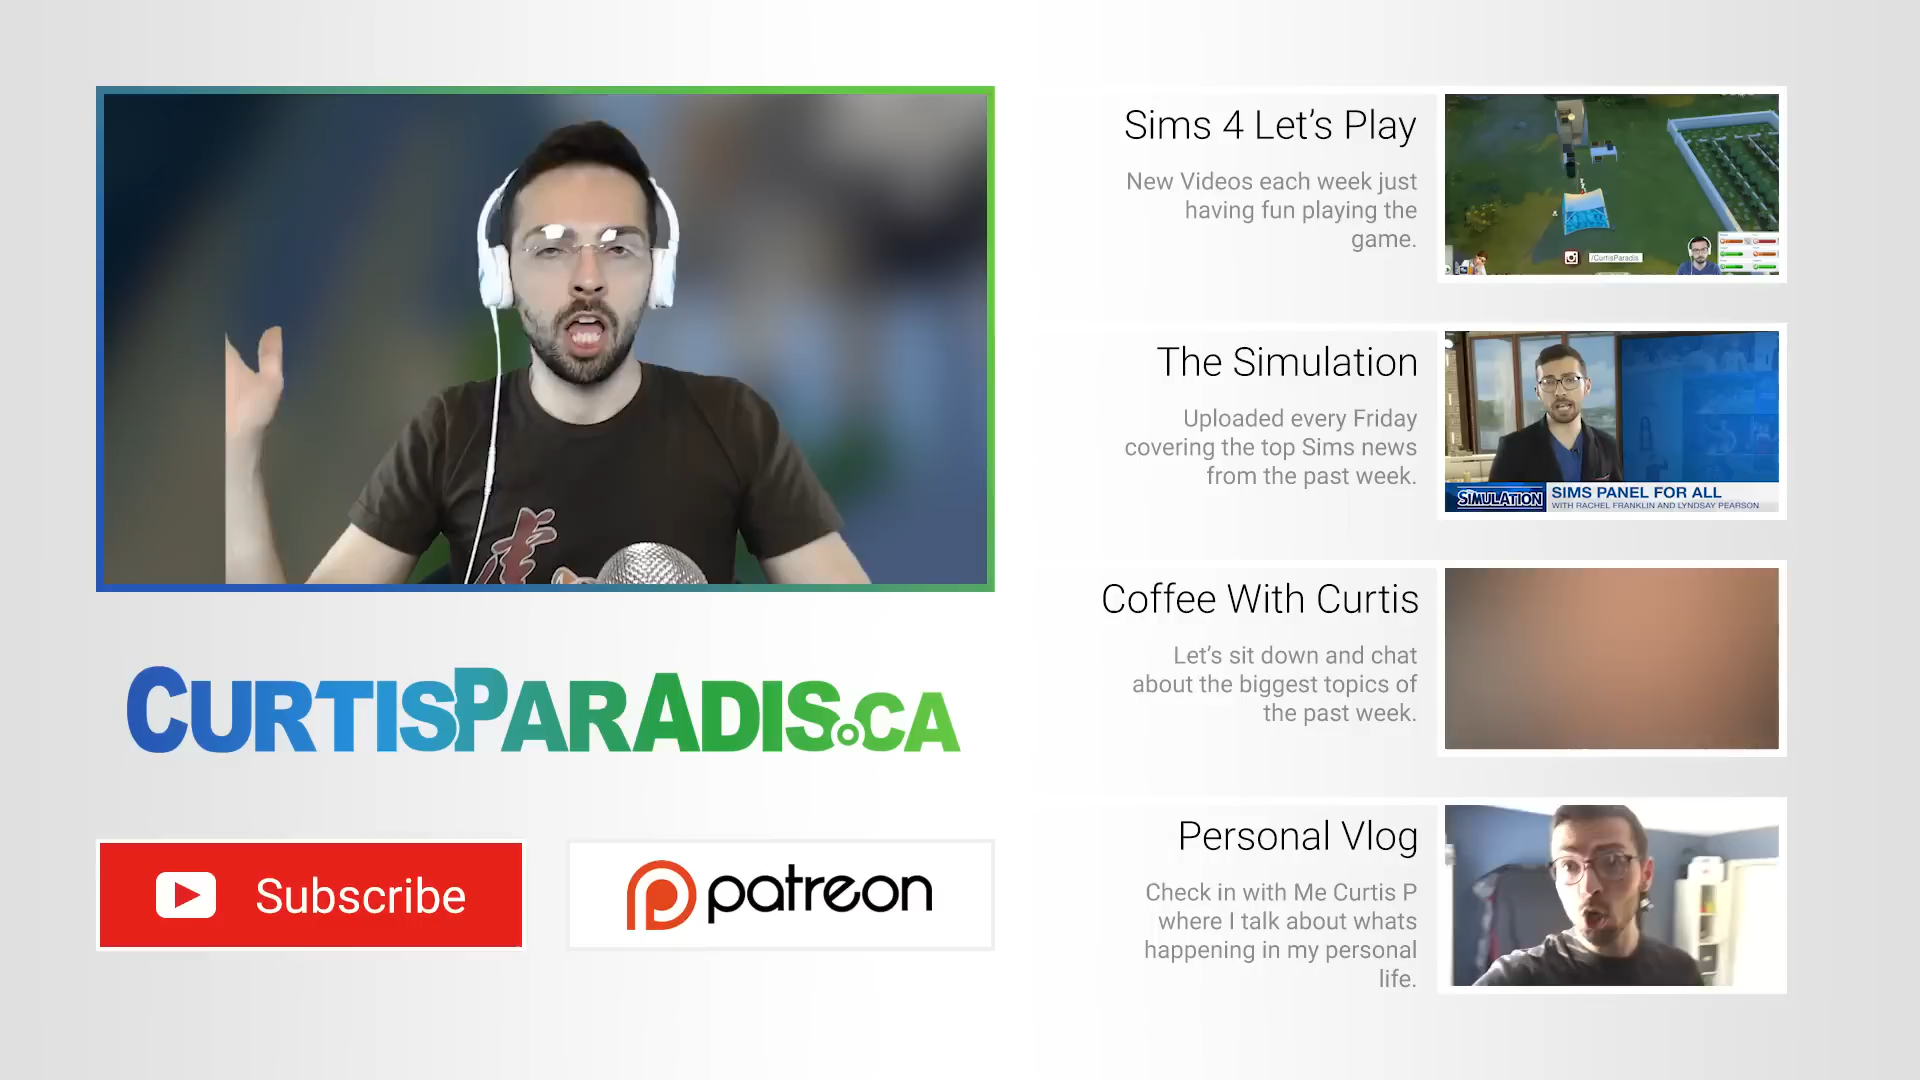 CURTISPARADIS.CA
Subscribe
patreon
Sims 4 Let's Play
New Videos each week just
having fun playing the
game.
/CurtisParadis
The Simulation
Uploaded every Friday
covering the top Sims news
from the past week.
SIMULATION
SIMS PANEL FOR ALL
WITH RACHEL FRANKLIN AND LYNDSAY PEARSON
Coffee With Curtis
Let's sit down and chat
about the biggest topics of
the past week.
Personal Vlog
Check in with Me Curtis P
where I talk about whats
happening in my personal
life.